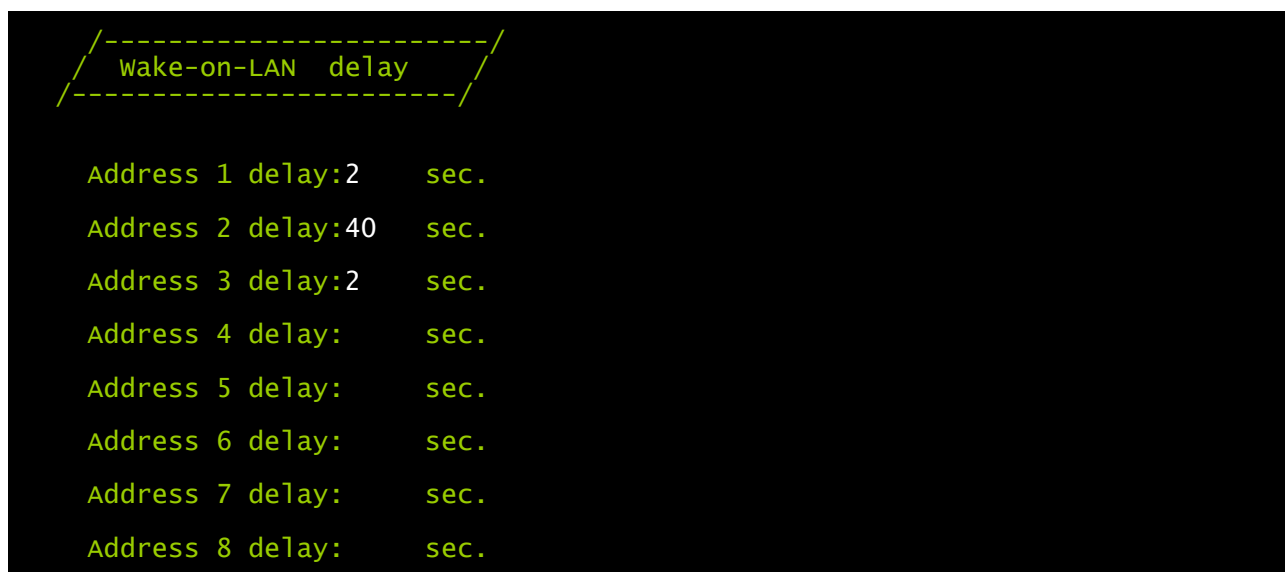 /------------------------/
/  Wake-on-LAN  delay    /
/------------------------/
Address 1 delay:2    sec.
Address 2 delay:40   sec.
Address 3 delay:2    sec.
Address 4 delay:     sec.
Address 5 delay:     sec.
Address 6 delay:     sec.
Address 7 delay:     sec.
Address 8 delay:     sec.